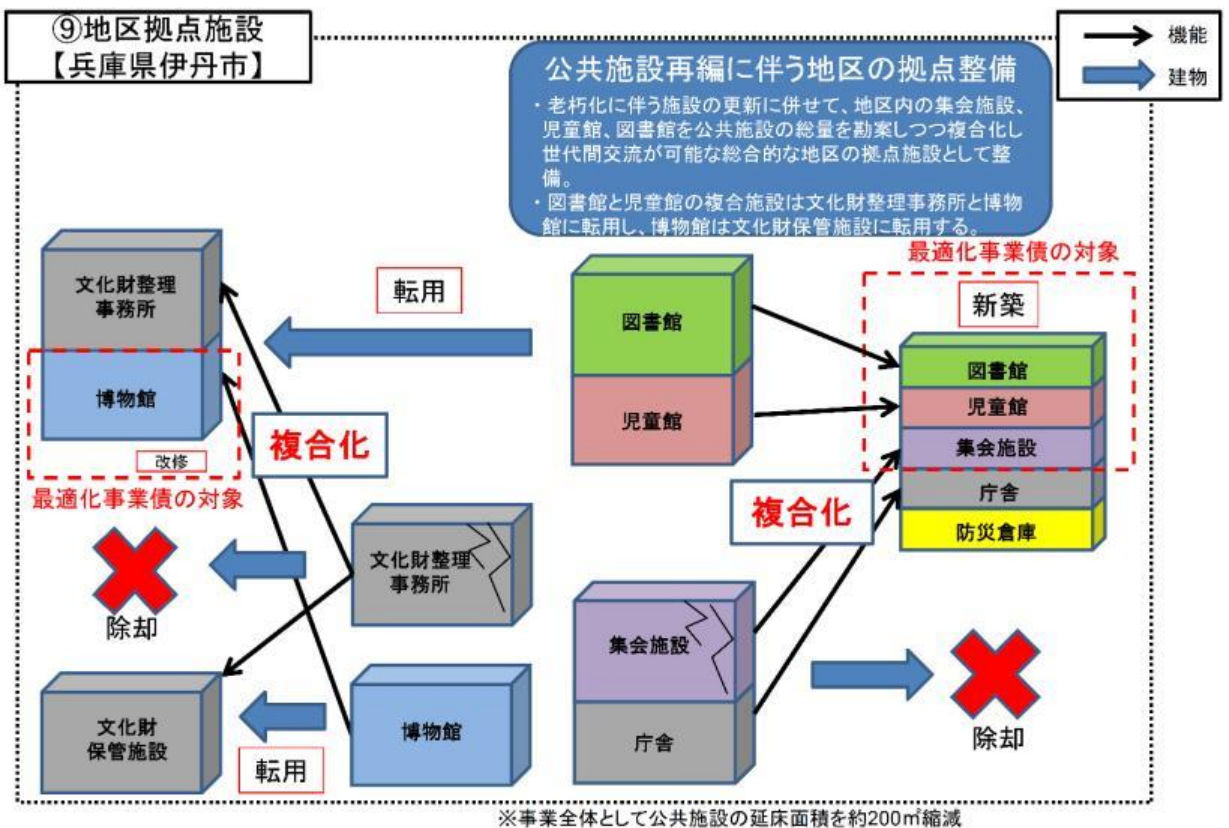 ⑨地区拠点施設
【兵庫県伊丹市】
機能
建物
公共施設再編に伴う地区の拠点整備
・老朽化に伴う施設の更新に併せて、地区内の集会施設、
児童館、図書館を公共施設の総量を勘案しつつ複合化し
世代間交流が可能な総合的な地区の拠点施設として整
備。
・図書館と児童館の複合施設は文化財整理事務所と博物
館に転用し、博物館は文化財保管施設に転用する。
最適化事業債の対象
新築
文化財整理
事務所
博物館
改修
最適化事業債の対象
転用
複合化
図書館
児童館
図書館
児童館
集会施設
庁舎
防災倉庫
複合化
除却
文化財整理
事務所
集会施設
庁舎
除却
文化財
保管施設
転用
博物館
※事業全体として公共施設の延床面積を約200㎡縮減